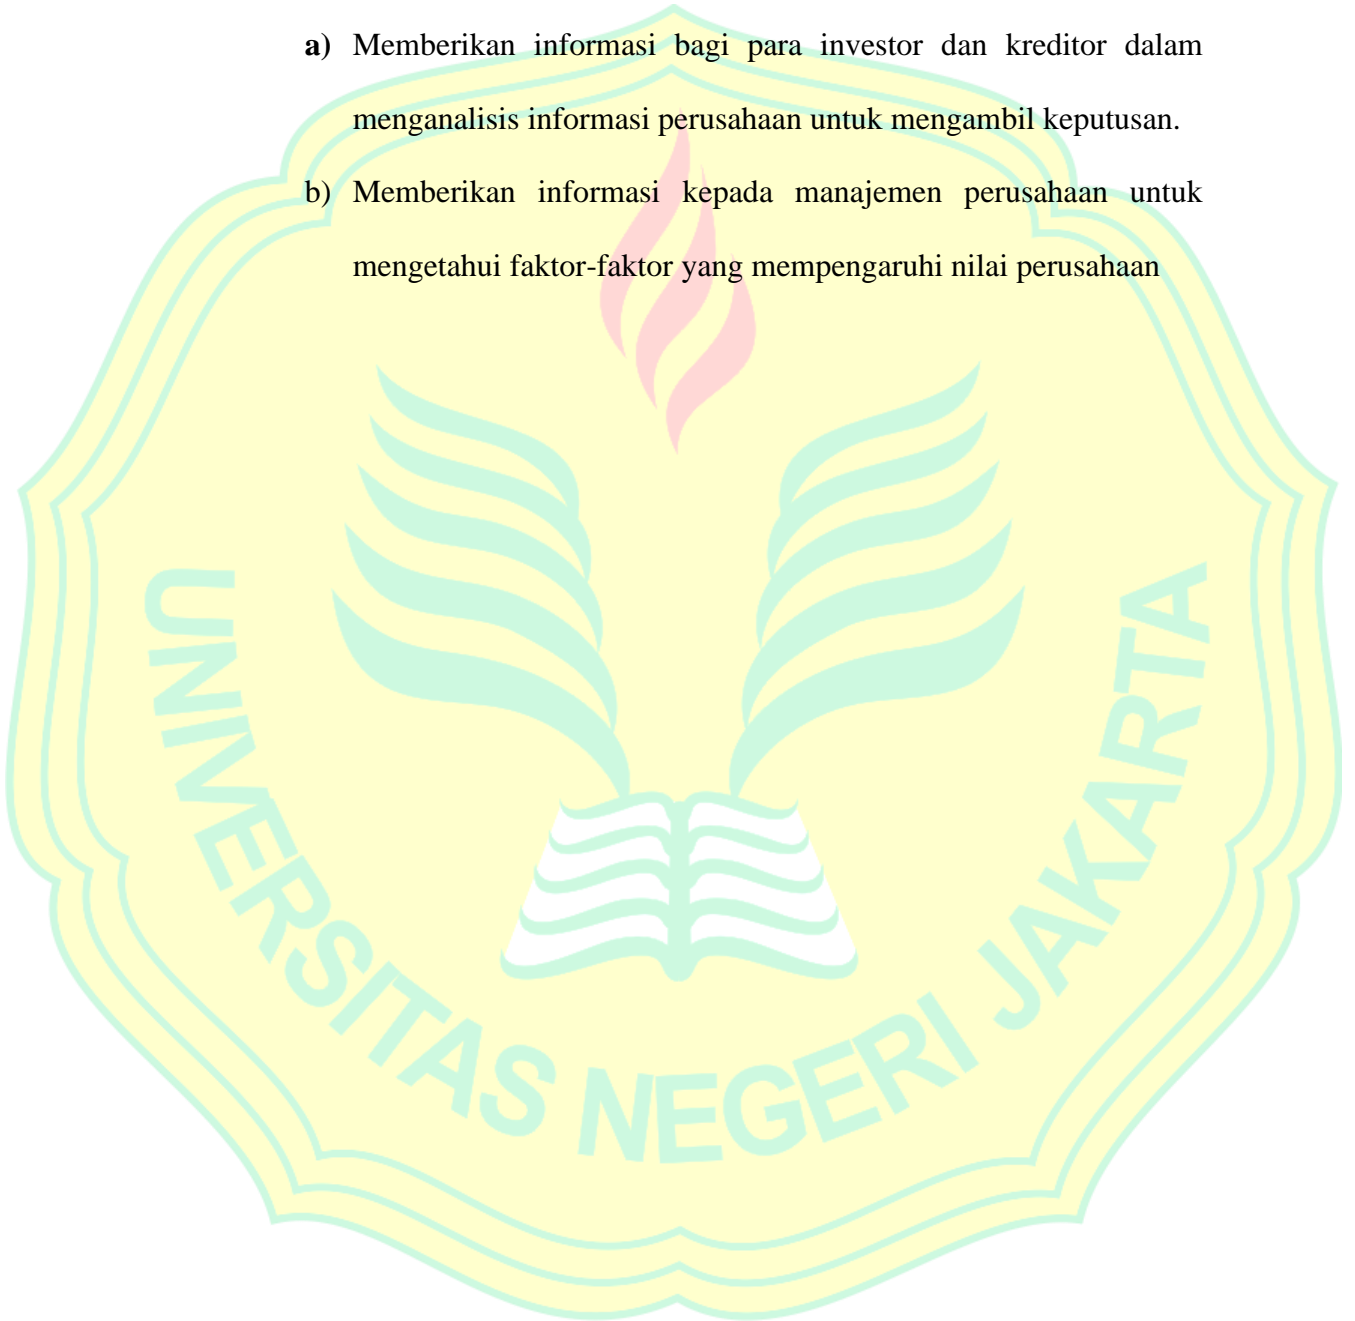 a) Memberikan informasi bagi para investor dan kreditor dalam
menganalisis informasi perusahaan untuk mengambil keputusan.
b) Memberikan informasi kepada manajemen perusahaan untuk
mengetahui faktor-faktor yang mempengaruhi nilai perusahaan
UNIVERSITAS NEGERI JAKARTA